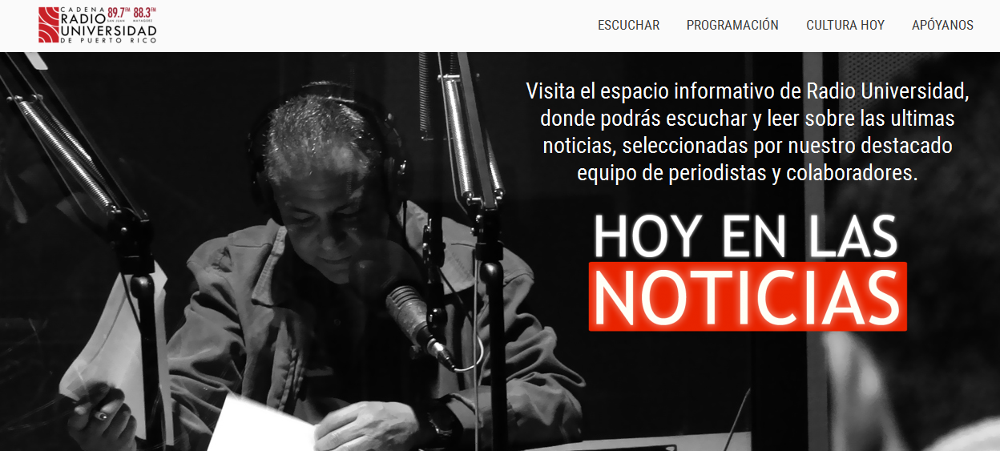 CADENA 89.7FM 88.3FM
RADIO SAN JUAN MAYAGÜEZ
UNIVERSIDAD
DE PUERTO RICO
ESCUCHAR PROGRAMACIÓN CULTURA HOY APÓYANOS
Visita el espacio informativo de Radio Universidad,
donde podrás escuchar y leer sobre las ultimas
noticias, seleccionadas por nuestro destacado
equipo de periodistas y colaboradores.
HOY EN LAS
NOTICIAS